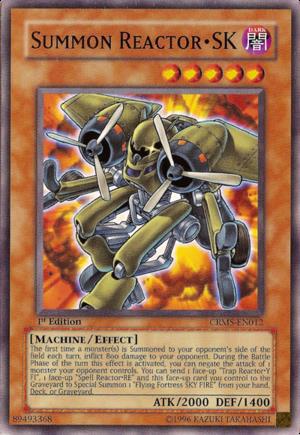 SUMMON REACTOR・SK
DARK
闇
1st Edition
CRMS-EN012
[MACHINE/EFFECT]
The first time a monster(s) is Summoned to your opponent's side of the
field each turn, inflict 800 damage to your opponent. During the Battle
Phase of the turn this effect is activated, you can negate the attack of 1
monster your opponent controls. You can send 1 face-up "Trap Reactor・Y
FI", 1 face-up "Spell Reactor・RE" and this face-up card you control to the
Graveyard to Special Summon 1 "Flying Fortress SKY FIRE" from your hand,
Deck, or Graveyard.
ATK/2000 DEF/1400
89493368
©1996 KAZUKI TAKAHASHI